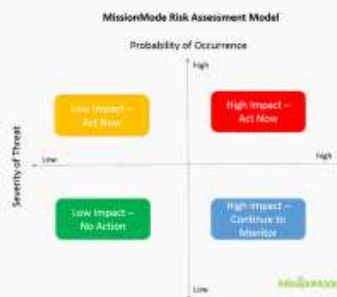 MissionMode Risk Assessment Model
Probability of Occurrence
high
Low Impact –
Act Now
High Impact –
Act Now
Severity of Threat
Low
high
Low Impact –
No Action
High Impact –
Continue to
Monitor
Low
MissionMode